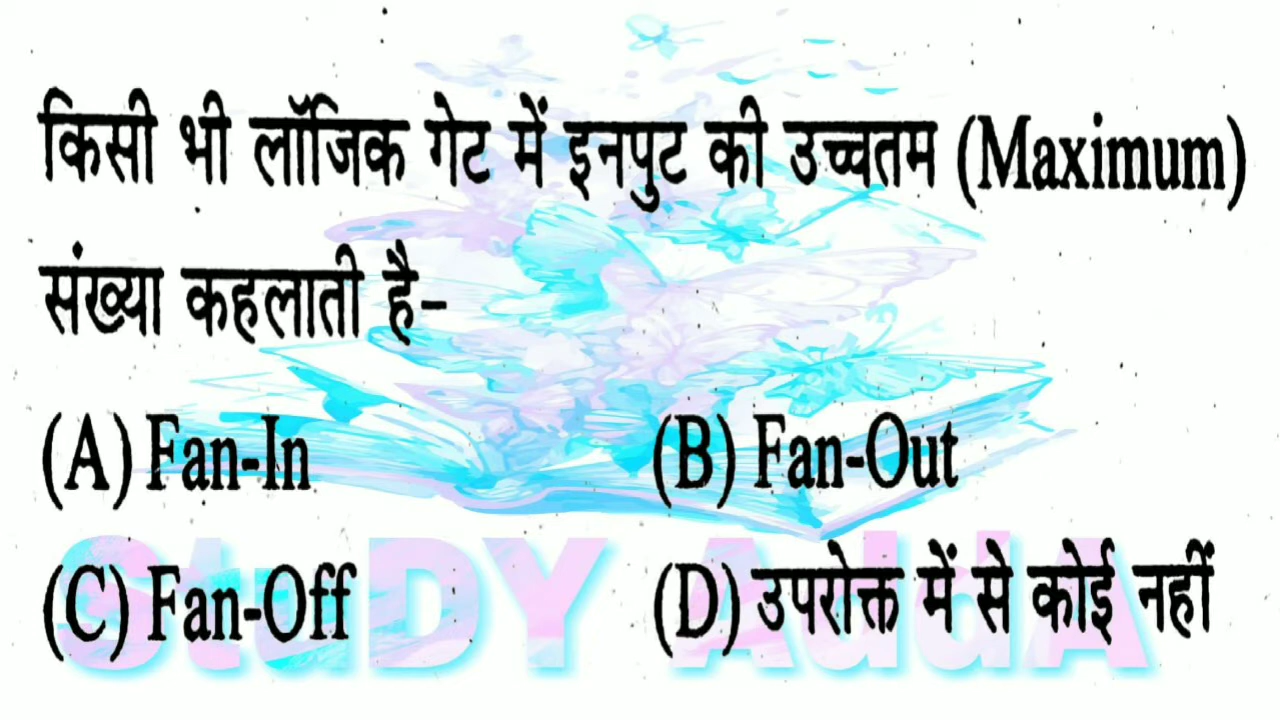 किसी भी लॉजिक गेट में इनपुट की उच्चतम (Maximum)
संख्या कहलाती है-
(A) Fan-In (B) Fan-Out
(C) Fan-Off (D) उपरोक्त में से कोई नहीं
StuDY AddA